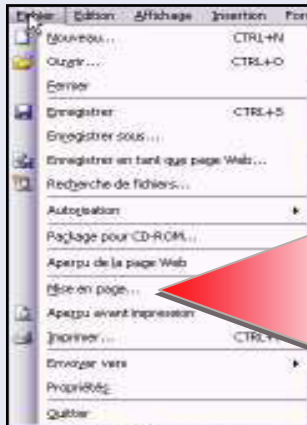 Fichier Edition Affichage Insertion For
Nouveau... CTRL+N
Ouvrir... CTRL+O
Fermer
Enregistrer CTRL+S
Enregistrer sous...
Enregistrer en tant que page Web...
Recherche de fichiers...
Autorisation
Package pour CD-ROM...
Aperçu de la page Web
Mise en page...
Aperçu avant impression
Imprimer... CTRL+
Envoyer vers
Propriétés
Quitter